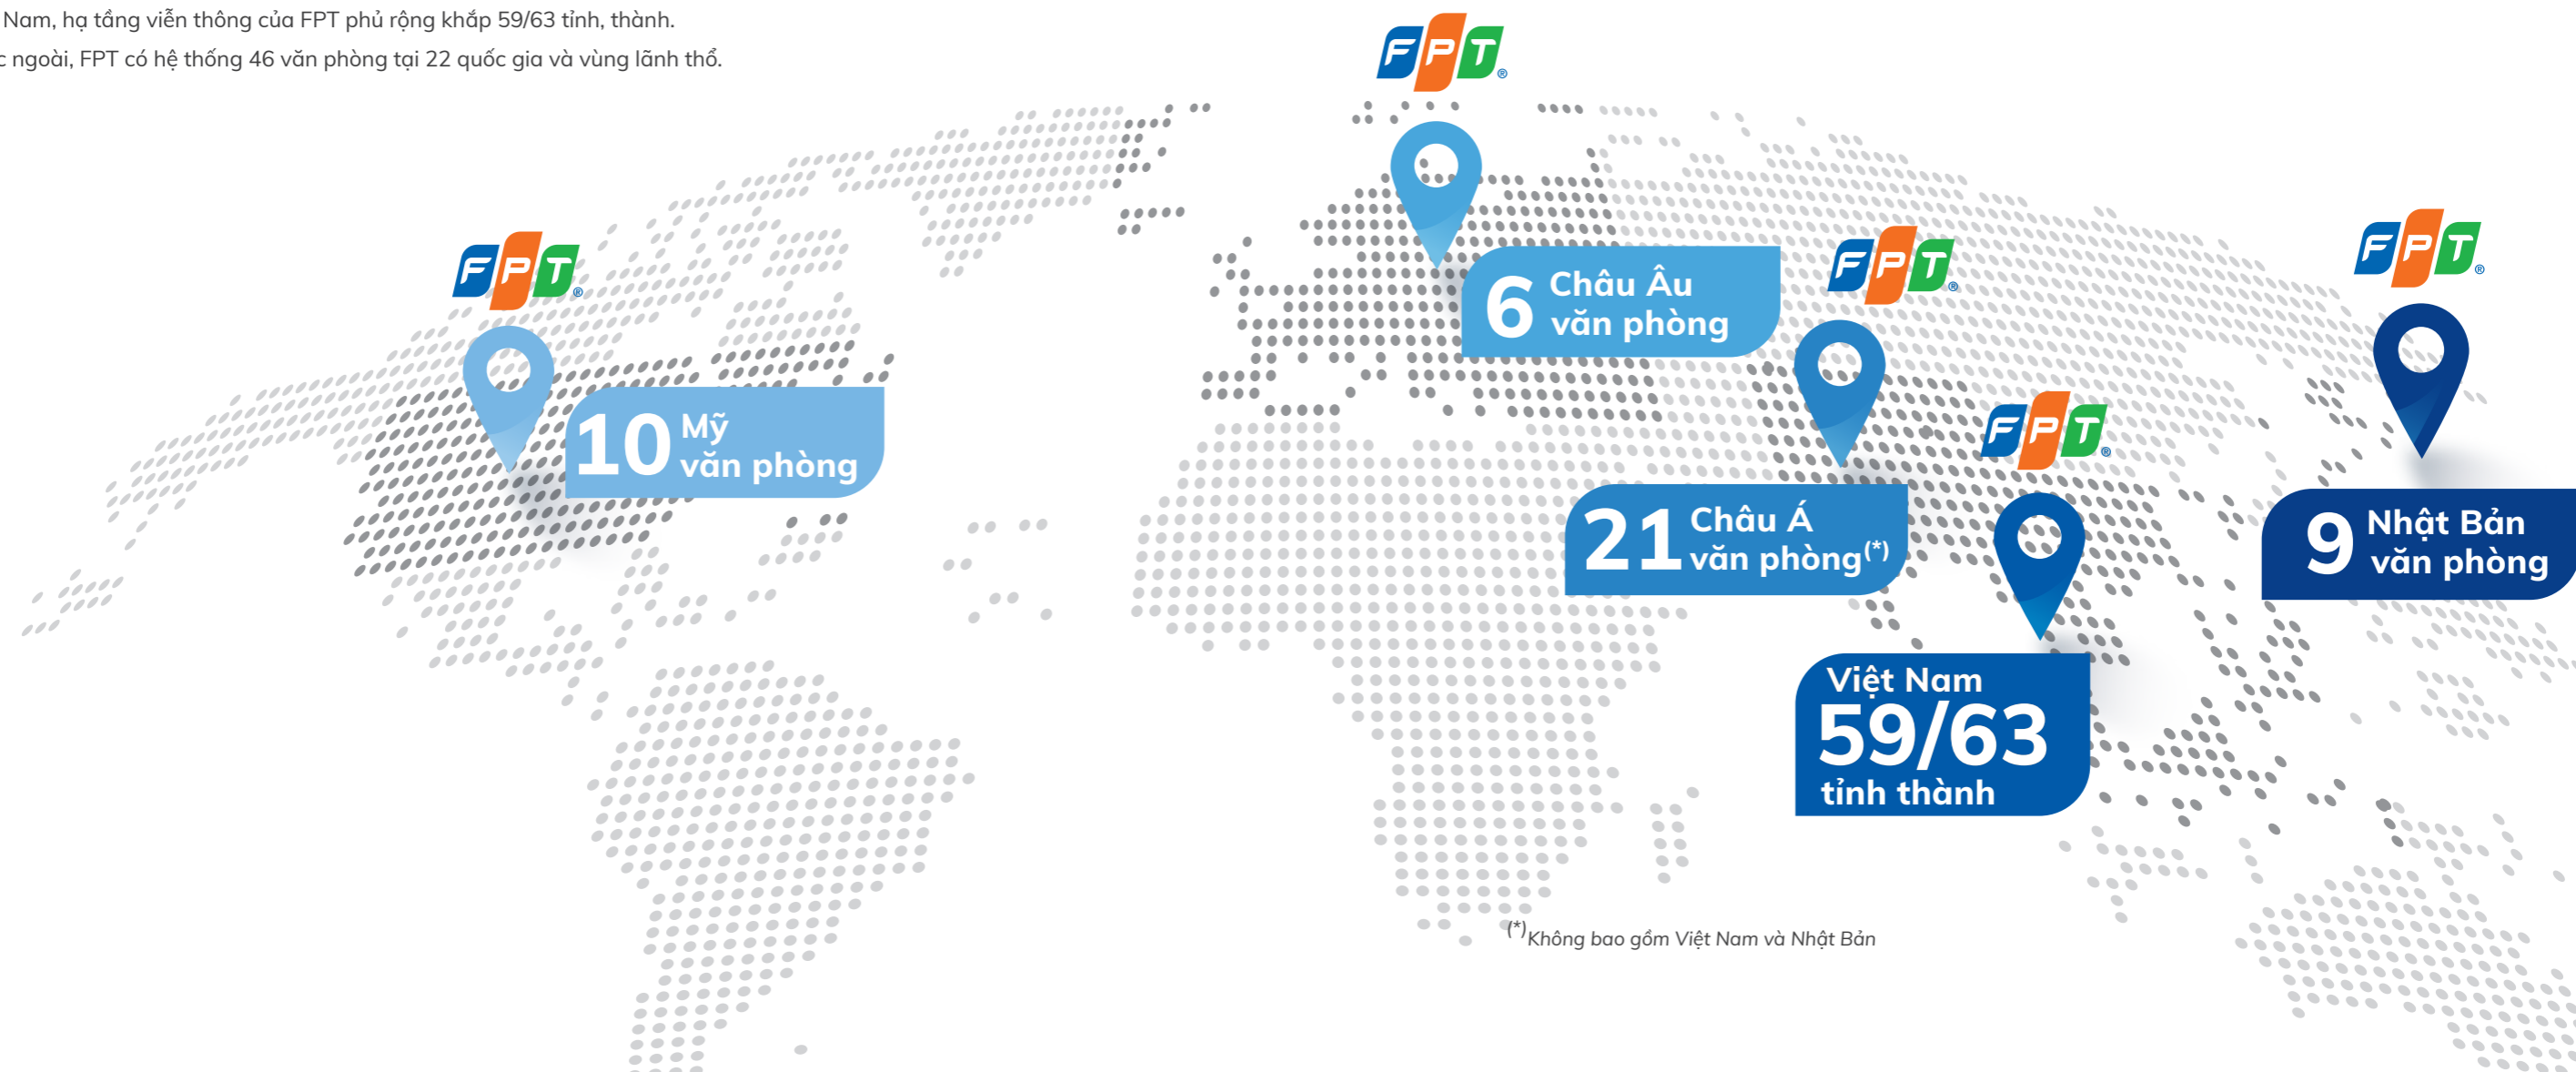 Nam, hạ tầng viễn thông của FPT phủ rộng khắp 59/63 tỉnh, thành.
ngoài, FPT có hệ thống 46 văn phòng tại 22 quốc gia và vùng lãnh thổ.
FPT®
6 Châu Âu
văn phòng
FPT®
10 Mỹ
văn phòng
FPT®
21 Châu Á
văn phòng(*)
FPT®
9 Nhật Bản
văn phòng
FPT®
Việt Nam
59/63
tỉnh thành
(*)Không bao gồm Việt Nam và Nhật Bản